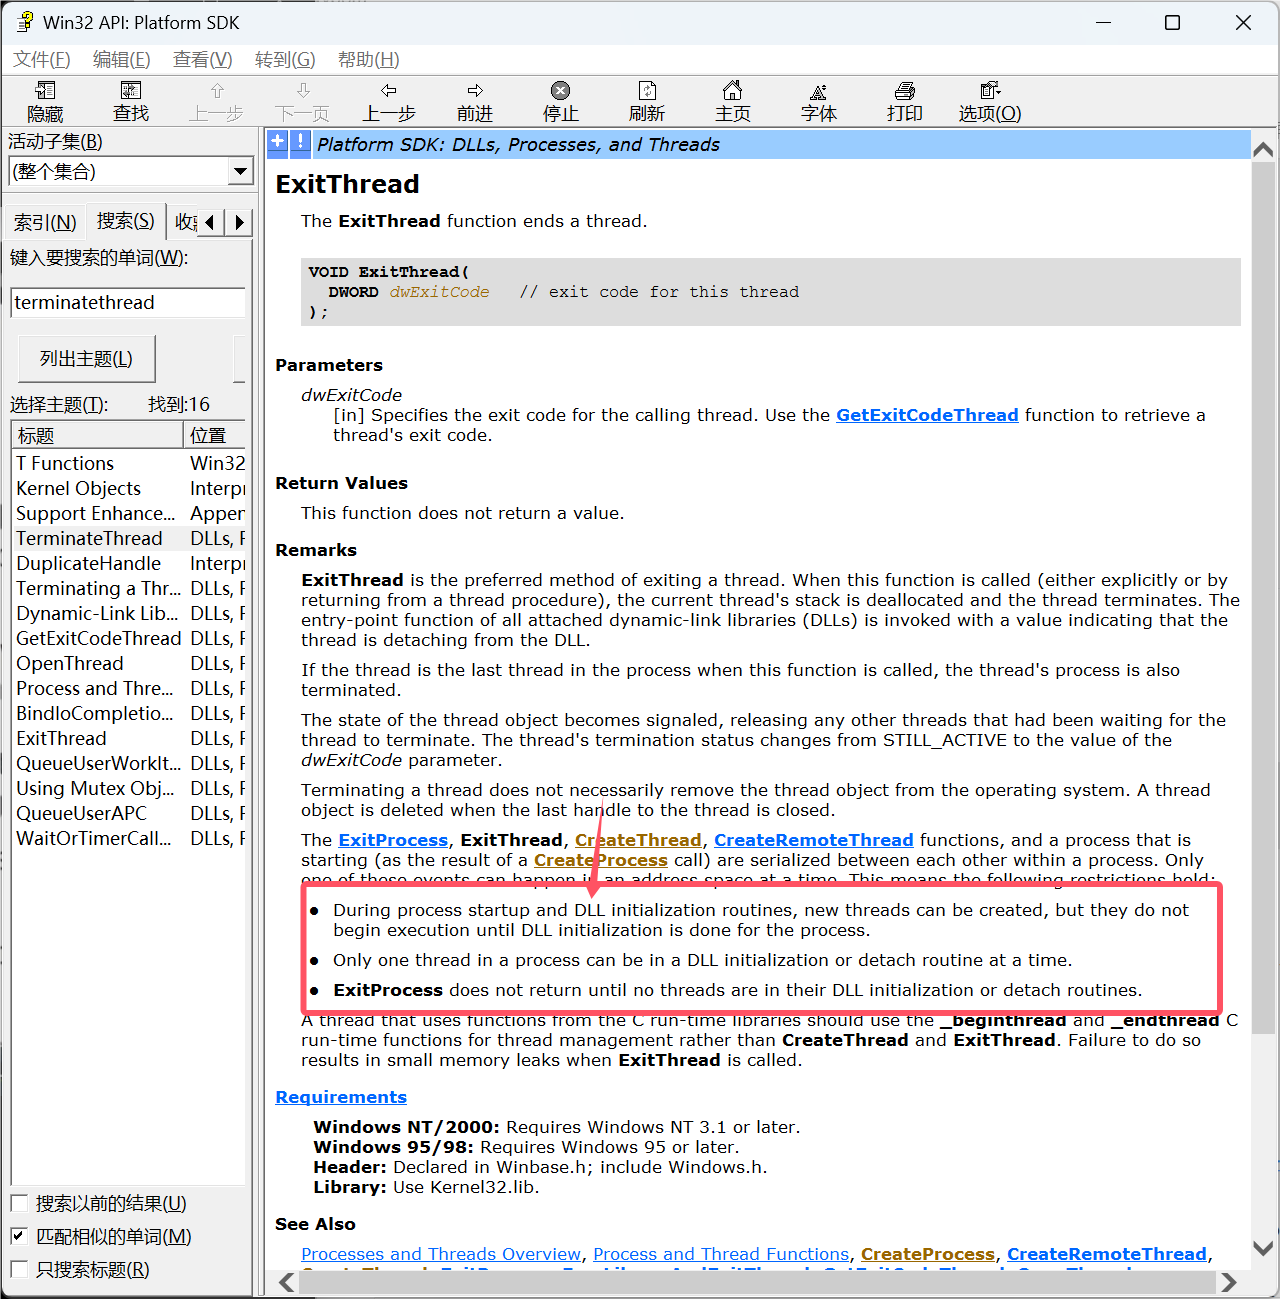 Win32 API: Platform SDK
文件(F) 编辑(E) 查看(V) 转到(G) 帮助(H)
隐藏 查找 上一步 下一页 上一步 前进 停止 刷新 主页 字体 打印 选项(O)
活动子集(B)
(整个集合)
索引(N) 搜索(S)
键入要搜索的单词(W):
terminatethread
列出主题(L)
选择主题(T): 找到:16
标题 位置
T Functions Win32
Kernel Objects Interpr
Support Enhance... Appen
TerminateThread DLLs, P
DuplicateHandle Interpr
Terminating a Thr... DLLs, P
Dynamic-Link Lib... DLLs, P
GetExitCodeThread DLLs, P
OpenThread DLLs, P
Process and Thre... DLLs, P
BindIoCompletio... DLLs, P
ExitThread DLLs, P
QueueUserWorkIt... DLLs, P
Using Mutex Obj... DLLs, P
QueueUserAPC DLLs, P
WaitOrTimerCall... DLLs, P
搜索以前的结果(U)
匹配相似的单词(M)
只搜索标题(R)
+ ! Platform SDK: DLLs, Processes, and Threads
ExitThread
The ExitThread function ends a thread.
VOID ExitThread(
DWORD dwExitCode // exit code for this thread
);
Parameters
dwExitCode
[in] Specifies the exit code for the calling thread. Use the GetExitCodeThread function to retrieve a
thread's exit code.
Return Values
This function does not return a value.
Remarks
ExitThread is the preferred method of exiting a thread. When this function is called (either explicitly or by
returning from a thread procedure), the current thread's stack is deallocated and the thread terminates. The
entry-point function of all attached dynamic-link libraries (DLLs) is invoked with a value indicating that the
thread is detaching from the DLL.
If the thread is the last thread in the process when this function is called, the thread's process is also
terminated.
The state of the thread object becomes signaled, releasing any other threads that had been waiting for the
thread to terminate. The thread's termination status changes from STILL_ACTIVE to the value of the
dwExitCode parameter.
Terminating a thread does not necessarily remove the thread object from the operating system. A thread
object is deleted when the last handle to the thread is closed.
The ExitProcess, ExitThread, CreateThread, CreateRemoteThread functions, and a process that is
starting (as the result of a CreateProcess call) are serialized between each other within a process. Only
one of these events can happen in an address space at a time. This means the following restrictions hold:
● During process startup and DLL initialization routines, new threads can be created, but they do not
begin execution until DLL initialization is done for the process.
● Only one thread in a process can be in a DLL initialization or detach routine at a time.
● ExitProcess does not return until no threads are in their DLL initialization or detach routines.
A thread that uses functions from the C run-time libraries should use the _beginthread and _endthread C
run-time functions for thread management rather than CreateThread and ExitThread. Failure to do so
results in small memory leaks when ExitThread is called.
Requirements
Windows NT/2000: Requires Windows NT 3.1 or later.
Windows 95/98: Requires Windows 95 or later.
Header: Declared in Winbase.h; include Windows.h.
Library: Use Kernel32.lib.
See Also
Processes and Threads Overview, Process and Thread Functions, CreateProcess, CreateRemoteThread,